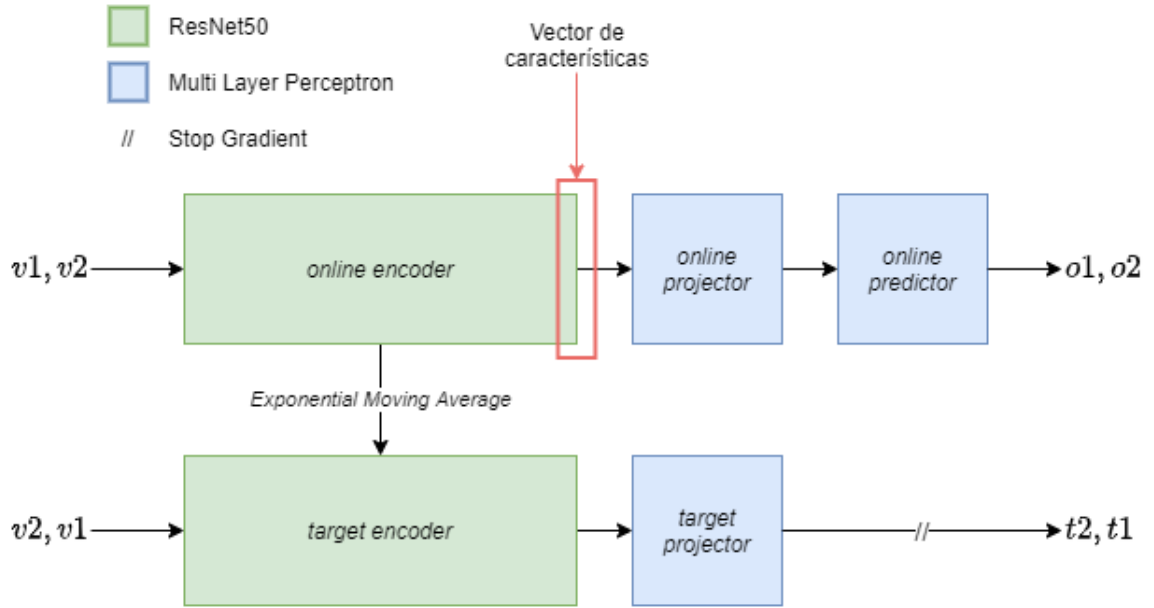 ResNet50
Multi Layer Perceptron
// Stop Gradient
Vector de
características
v1, v2
online encoder
online
projector
online
predictor
o1, o2
Exponential Moving Average
v2, v1
target encoder
target
projector
//
t2, t1